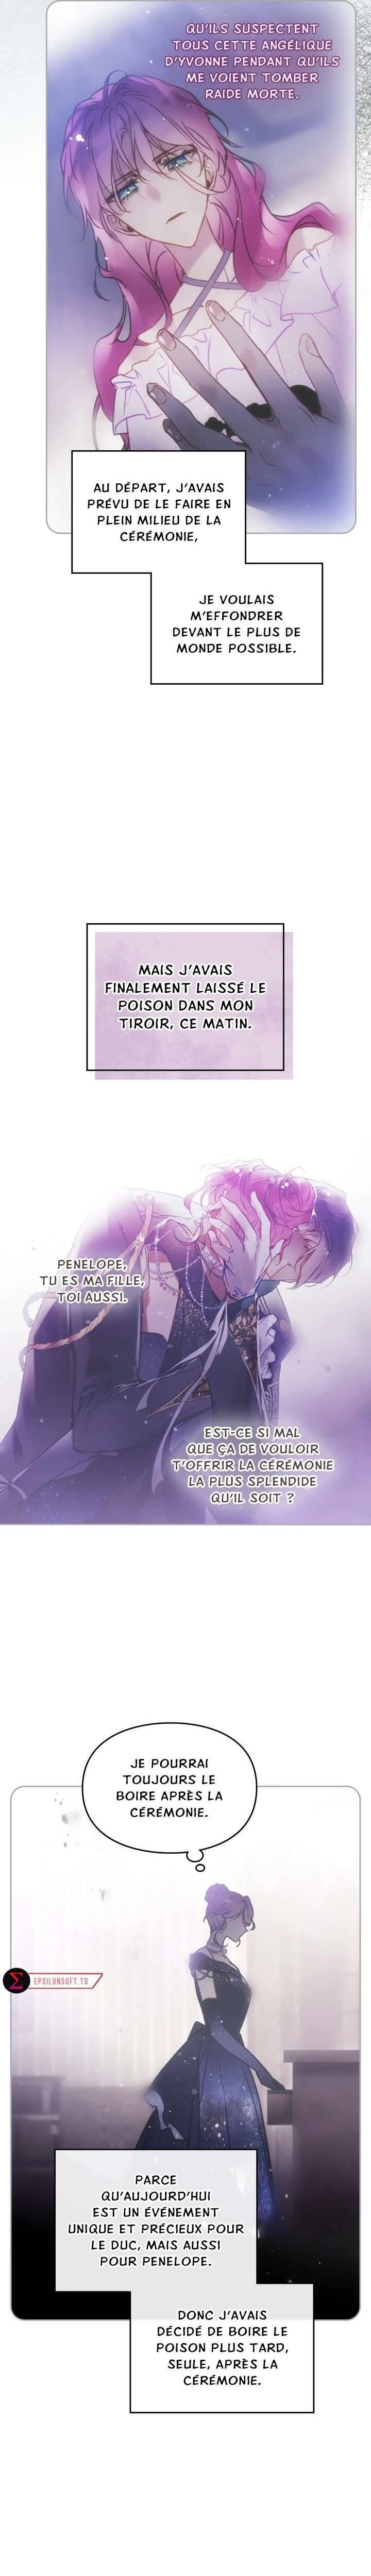 QU'ILS SUSPECTENT
TOUS CETTE ANGÉLIQUE
D'YVONNE PENDANT QU'ILS
ME VOIENT TOMBER
RAIDE MORTE.
AU DÉPART, J'AVAIS
PRÉVU DE LE FAIRE EN
PLEIN MILIEU DE LA
CÉRÉMONIE,
JE VOULAIS
M'EFFONDRER
DEVANT LE PLUS DE
MONDE POSSIBLE.
MAIS J'AVAIS
FINALEMENT LAISSÉ LE
POISON DANS MON
TIROIR, CE MATIN.
PENELOPE,
TU ES MA FILLE,
TOI AUSSI.
EST-CE SI MAL
QUE ÇA DE VOULOIR
T'OFFRIR LA CÉRÉMONIE
LA PLUS SPLENDIDE
QU'IL SOIT ?
JE POURRAI
TOUJOURS LE
BOIRE APRÈS LA
CÉRÉMONIE.
Σ EPSILONSOFT.TO
PARCE
QU'AUJOURD'HUI
EST UN ÉVÉNEMENT
UNIQUE ET PRÉCIEUX POUR
LE DUC, MAIS AUSSI
POUR PENELOPE.
DONC J'AVAIS
DÉCIDÉ DE BOIRE LE
POISON PLUS TARD,
SEULE, APRÈS LA
CÉRÉMONIE.